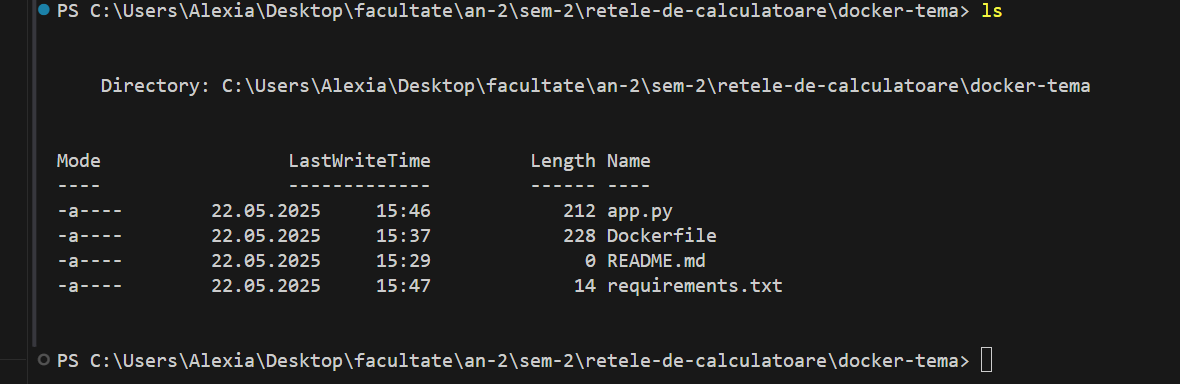 PS C:\Users\Alexia\Desktop\facultate\an-2\sem-2\retele-de-calculatoare\docker-tema> ls
Directory: C:\Users\Alexia\Desktop\facultate\an-2\sem-2\retele-de-calculatoare\docker-tema
Mode                 LastWriteTime         Length Name
----                 -------------         ------ ----
-a----        22.05.2025     15:46            212 app.py
-a----        22.05.2025     15:37            228 Dockerfile
-a----        22.05.2025     15:29              0 README.md
-a----        22.05.2025     15:47             14 requirements.txt
PS C:\Users\Alexia\Desktop\facultate\an-2\sem-2\retele-de-calculatoare\docker-tema>